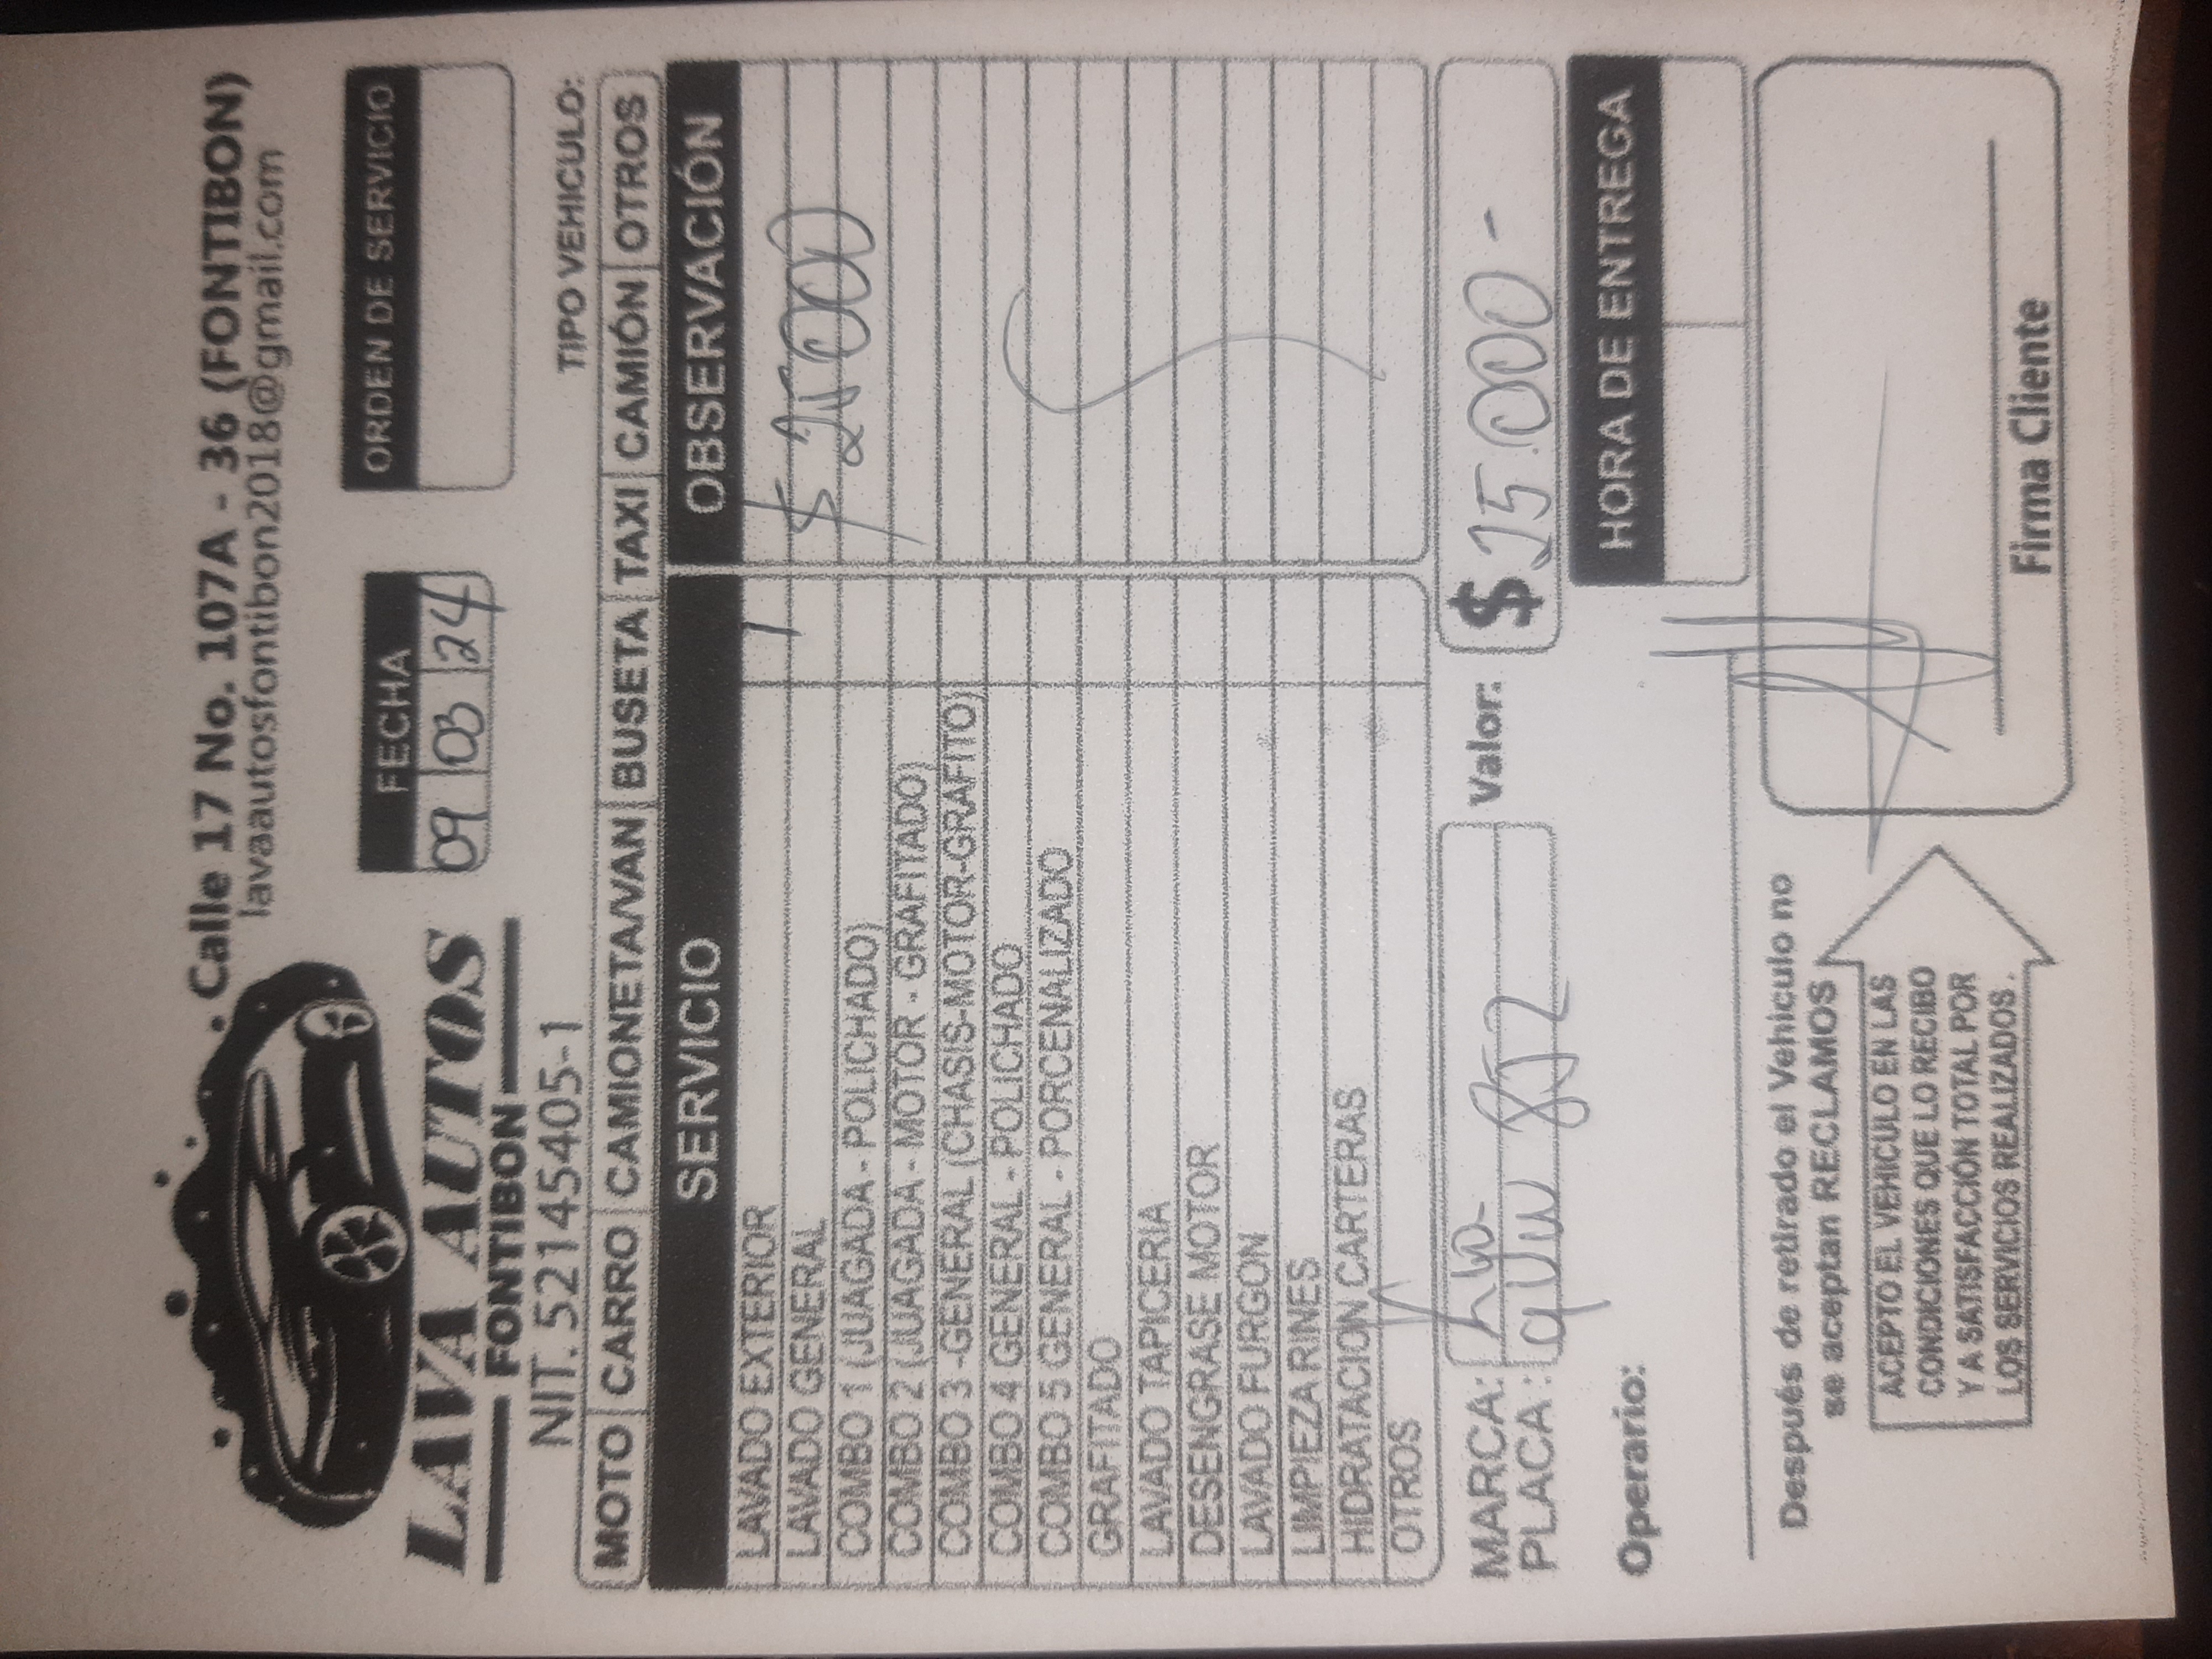 Calle 17 No. 107A - 36 (FONTIBON)
lavaautosfontibon2018@gmail.com
LAVA AUTOS
FONTIBON
NIT. 52145405-1
FECHA
09 03 24
ORDEN DE SERVICIO
TIPO VEHICULO:
MOTO CARRO CAMIONETA/VAN BUSETA TAXI CAMIÓN OTROS
SERVICIO OBSERVACIÓN
LAVADO EXTERIOR 1
LAVADO GENERAL $ 25000
COMBO 1 (JUAGADA - POLICHADO)
COMBO 2 (JUAGADA - MOTOR - GRAFITADO)
COMBO 3 -GENERAL (CHASIS-MOTOR-GRAFITO)
COMBO 4 GENERAL - POLICHADO
COMBO 5 GENERAL - PORCENALIZADO
GRAFITADO
LAVADO TAPICERIA
DESENGRASE MOTOR
LAVADO FURGON
LIMPIEZA RINES
HIDRATACION CARTERAS
OTROS
MARCA:
PLACA: 852
Valor: $ 25.000 -
Operario:
HORA DE ENTREGA
Después de retirado el Vehiculo no
se aceptan RECLAMOS
ACEPTO EL VEHICULO EN LAS
CONDICIONES QUE LO RECIBO
Y A SATISFACCIÓN TOTAL POR
LOS SERVICIOS REALIZADOS.
Firma Cliente